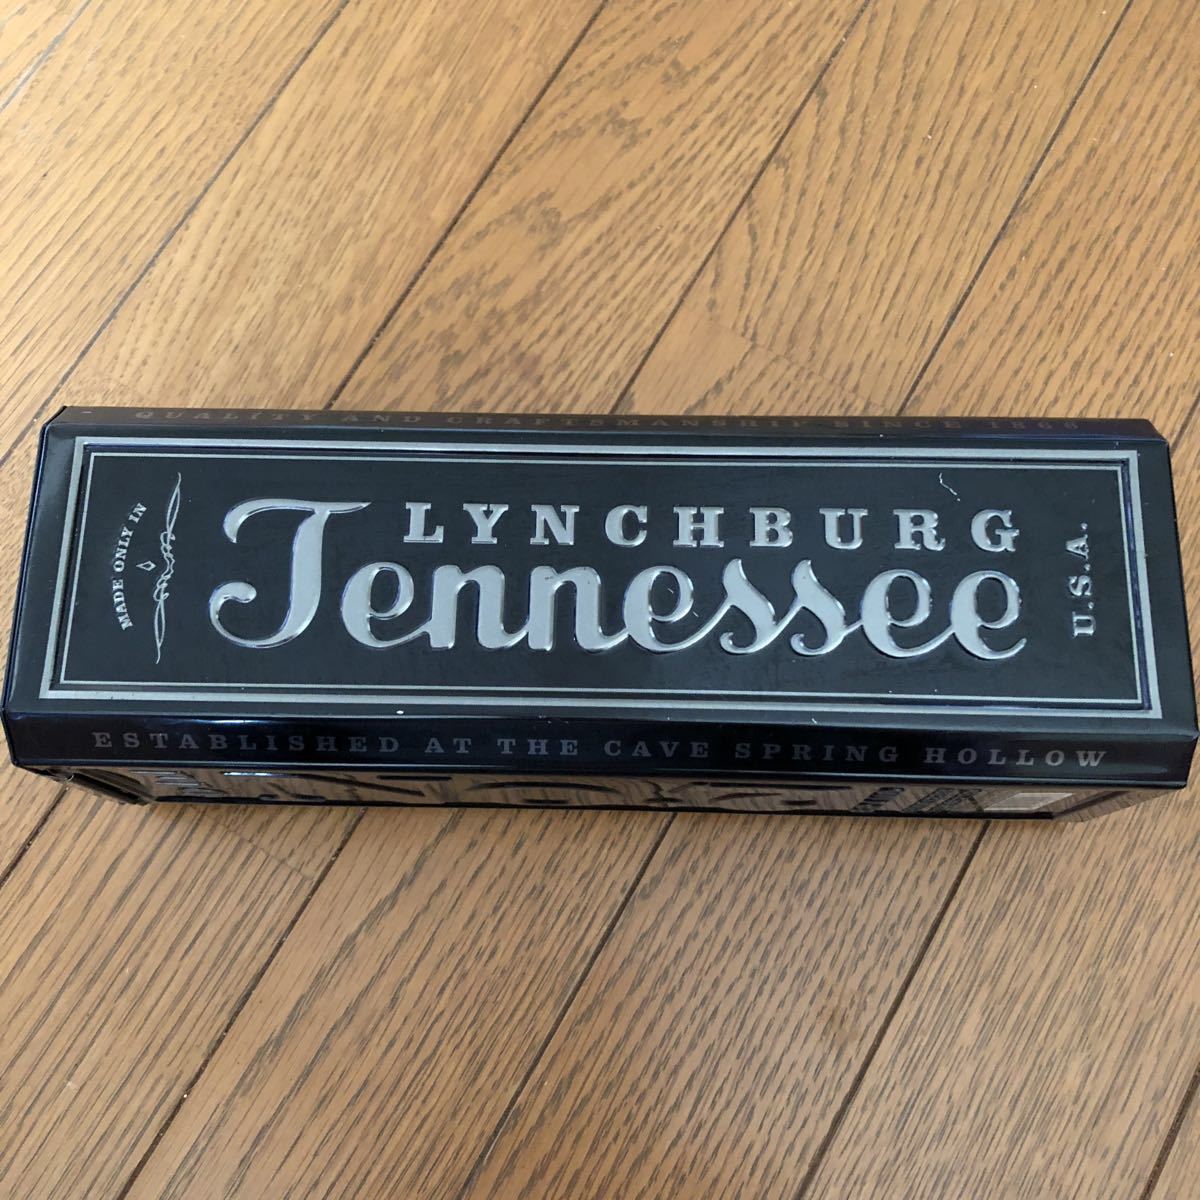 QUALITY AND CRAFTSMANSHIP SINCE 1866
MADE ONLY IN
LYNCHBURG
Tennessee
U.S.A.
ESTABLISHED AT THE CAVE SPRING HOLLOW